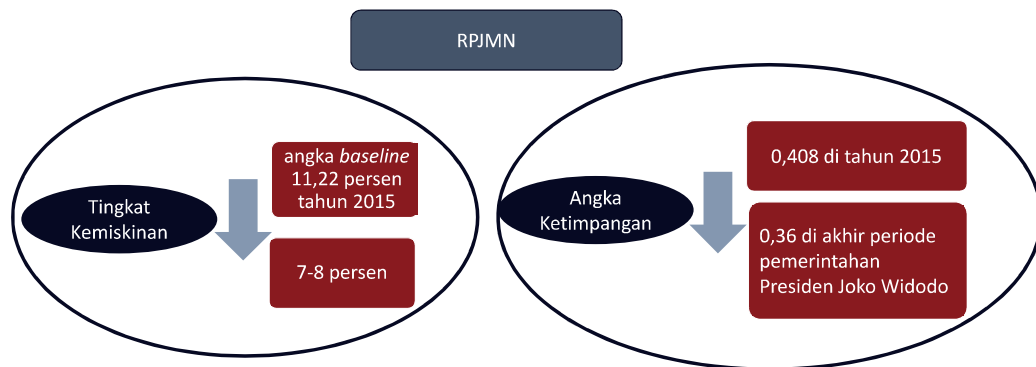 RPJMN
Tingkat
Kemiskinan
angka baseline
11,22 persen
tahun 2015
7-8 persen
Angka
Ketimpangan
0,408 di tahun 2015
0,36 di akhir periode
pemerintahan
Presiden Joko Widodo